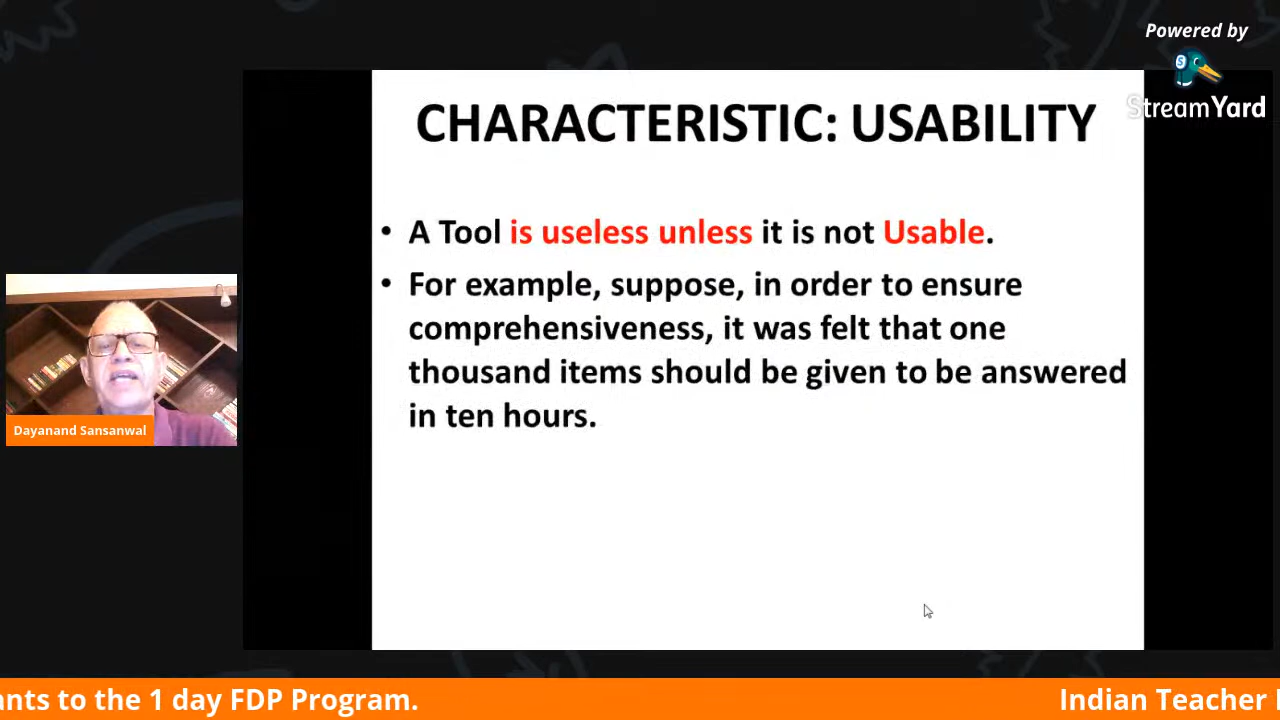 Powered by
StreamYard
CHARACTERISTIC: USABILITY
• A Tool is useless unless it is not Usable.
• For example, suppose, in order to ensure
comprehensiveness, it was felt that one
thousand items should be given to be answered
in ten hours.
Dayanand Sansanwal
ants to the 1 day FDP Program. Indian Teacher